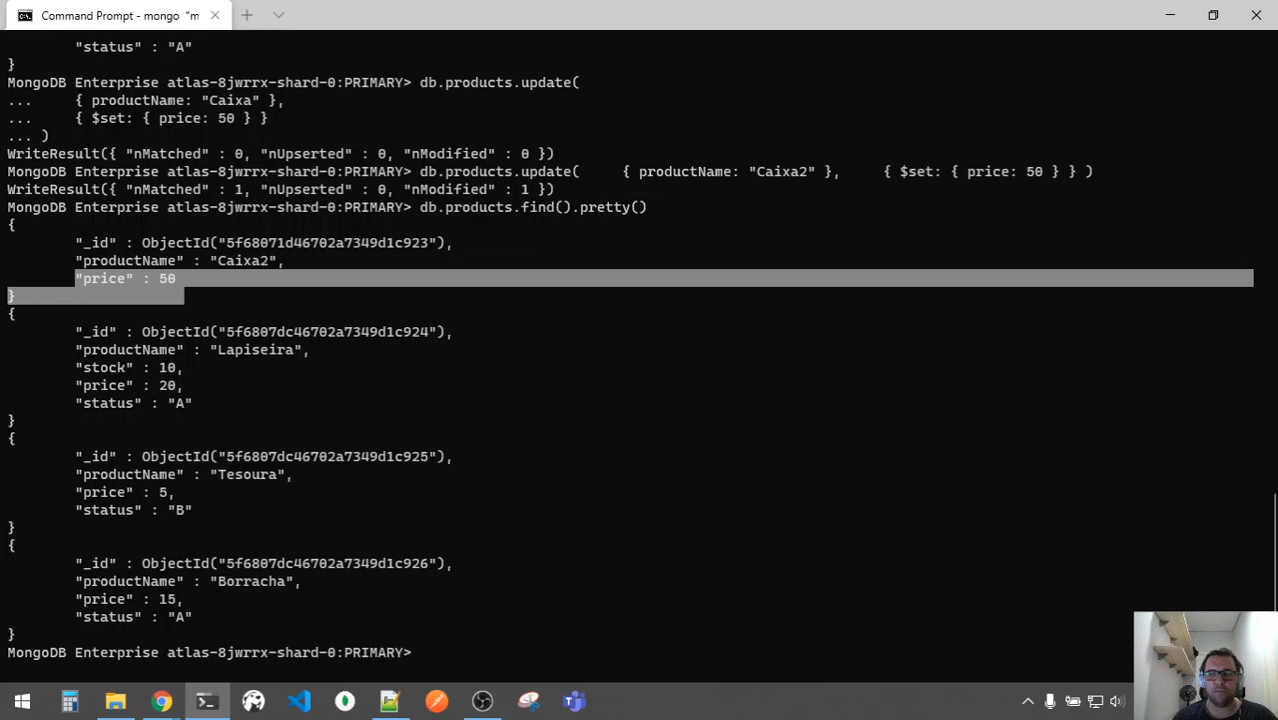 Command Prompt - mongo "m
"status" : "A"
}
MongoDB Enterprise atlas-8jwrrx-shard-0:PRIMARY> db.products.update(
... { productName: "Caixa" },
... { $set: { price: 50 } }
... )
WriteResult({ "nMatched" : 0, "nUpserted" : 0, "nModified" : 0 })
MongoDB Enterprise atlas-8jwrrx-shard-0:PRIMARY> db.products.update( { productName: "Caixa2" }, { $set: { price: 50 } } )
WriteResult({ "nMatched" : 1, "nUpserted" : 0, "nModified" : 1 })
MongoDB Enterprise atlas-8jwrrx-shard-0:PRIMARY> db.products.find().pretty()
{
"_id" : ObjectId("5f68071d46702a7349d1c923"),
"productName" : "Caixa2",
"price" : 50
}
{
"_id" : ObjectId("5f6807dc46702a7349d1c924"),
"productName" : "Lapiseira",
"stock" : 10,
"price" : 20,
"status" : "A"
}
{
"_id" : ObjectId("5f6807dc46702a7349d1c925"),
"productName" : "Tesoura",
"price" : 5,
"status" : "B"
}
{
"_id" : ObjectId("5f6807dc46702a7349d1c926"),
"productName" : "Borracha",
"price" : 15,
"status" : "A"
}
MongoDB Enterprise atlas-8jwrrx-shard-0:PRIMARY>